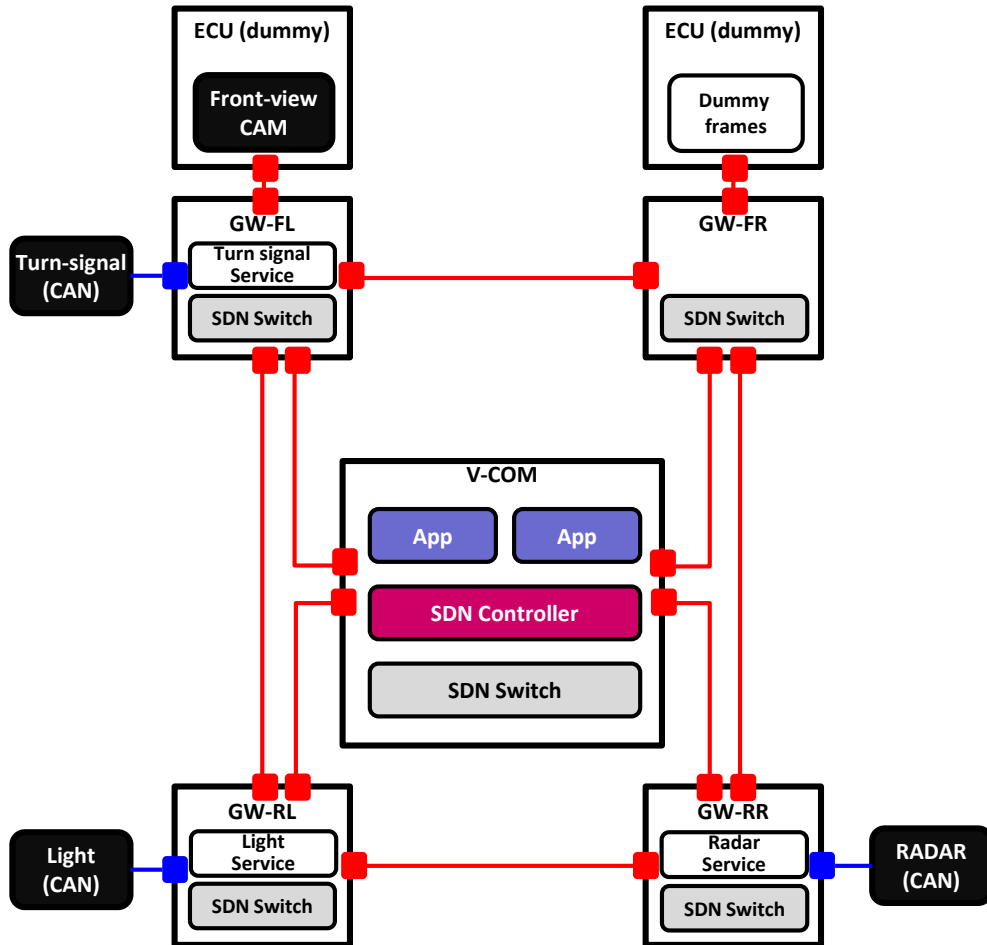 ECU (dummy)
Front-view
CAM
ECU (dummy)
Dummy
frames
GW-FL
Turn signal
Service
SDN Switch
Turn-signal
(CAN)
GW-FR
SDN Switch
V-COM
App
App
SDN Controller
SDN Switch
GW-RL
Light
Service
SDN Switch
Light
(CAN)
GW-RR
Radar
Service
SDN Switch
RADAR
(CAN)